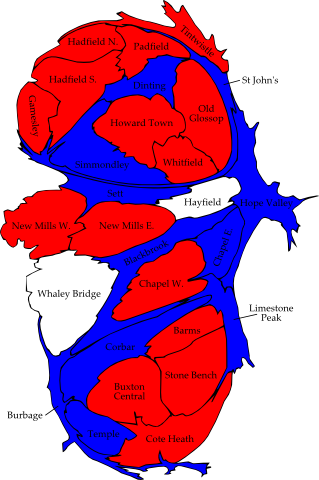 Tintwistle
Hadfield N.
Padfield
Hadfield S.
Dinting
St John's
Gamesley
Old
Glossop
Howard Town
Simmondley
Whitfield
Sett
Hayfield
Hope Valley
New Mills W.
New Mills E.
Blackbrook
Chapel E.
Whaley Bridge
Chapel W.
Limestone
Peak
Barms
Corbar
Stone Bench
Buxton
Central
Burbage
Temple
Cote Heath